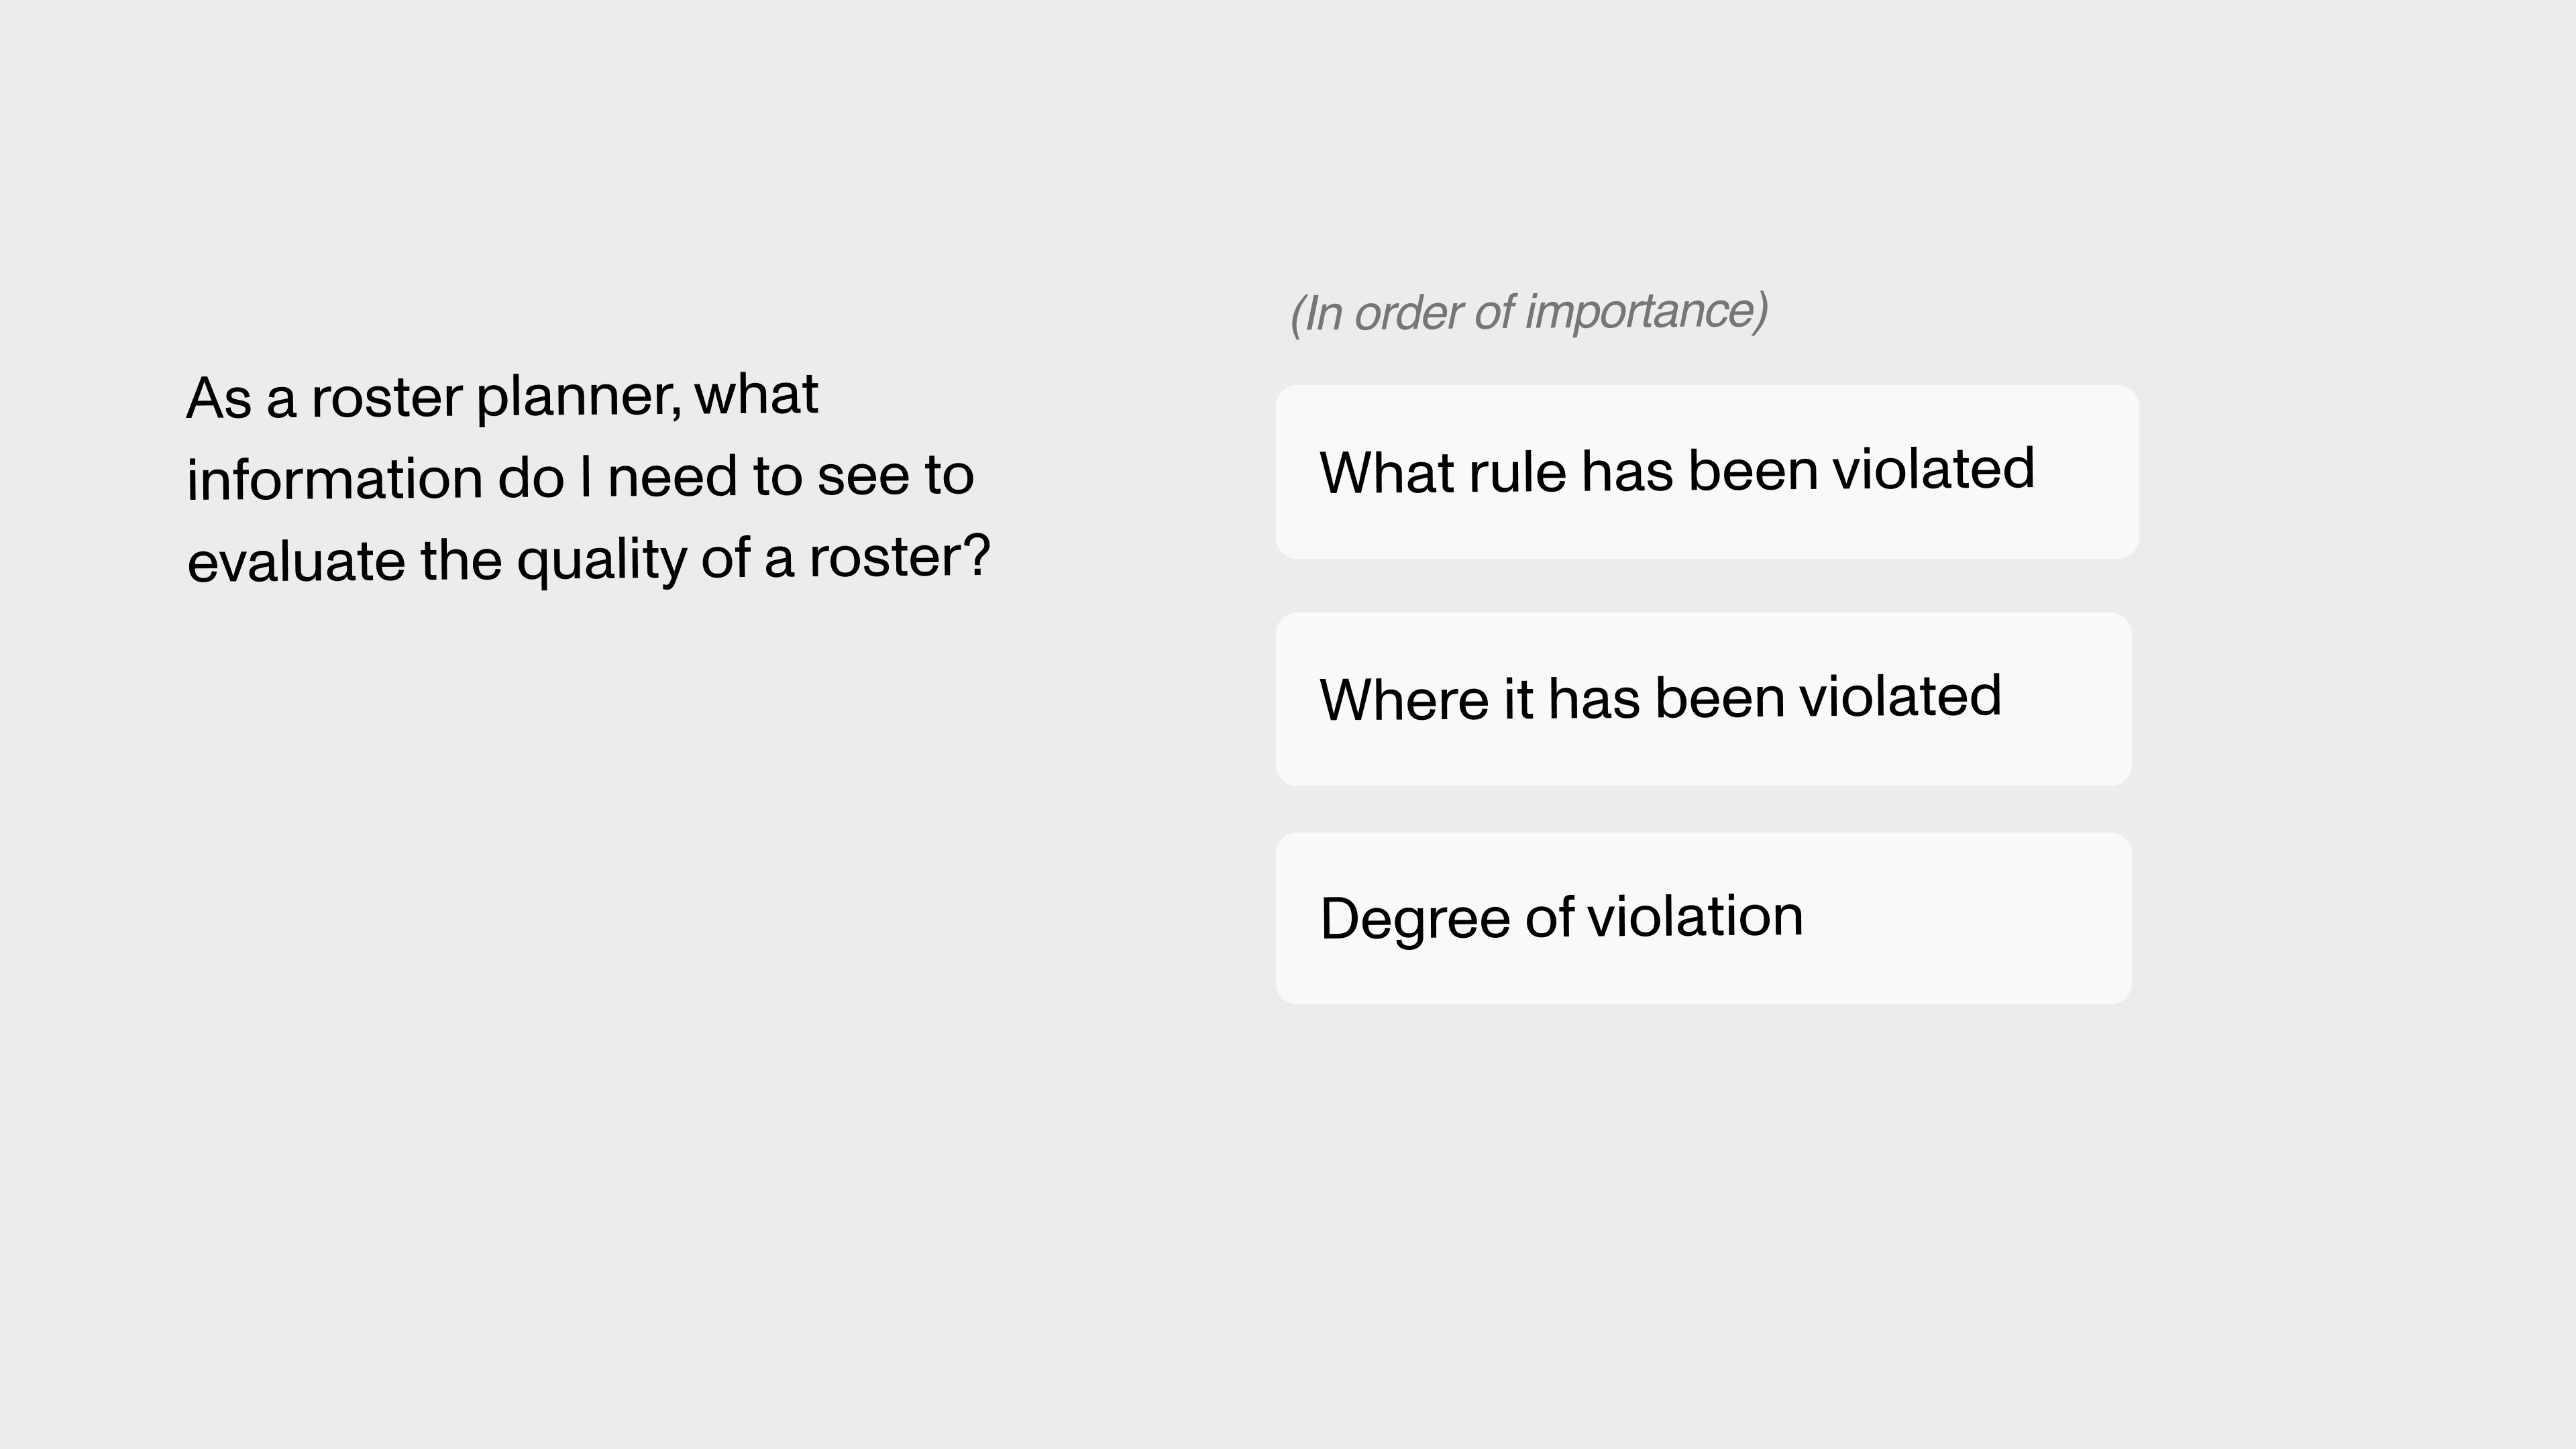 As a roster planner, what
information do I need to see to
evaluate the quality of a roster?
(In order of importance)
What rule has been violated
Where it has been violated
Degree of violation